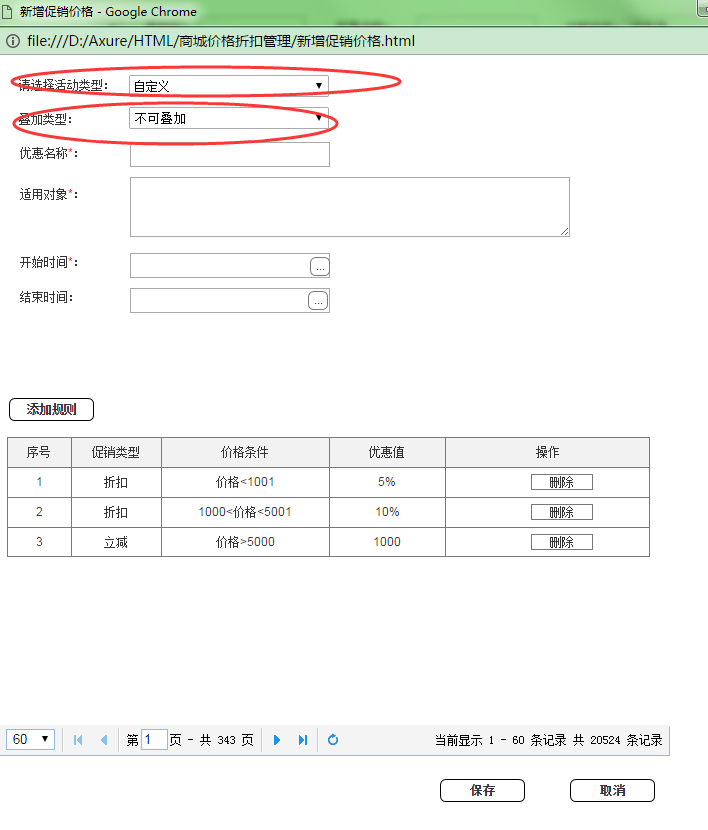 新增促销价格 - Google Chrome
file:///D:/Axure/HTML/商城价格折扣管理/新增促销价格.html
请选择活动类型： 自定义
叠加类型： 不可叠加
优惠名称*：
适用对象*：
开始时间*： ...
结束时间： ...
添加规则
序号 促销类型 价格条件 优惠值 操作
1 折扣 价格<1001 5% 删除
2 折扣 1000<价格<5001 10% 删除
3 立减 价格>5000 1000 删除
60 第 1 页 - 共 343 页 当前显示 1 - 60 条记录 共 20524 条记录
保存 取消